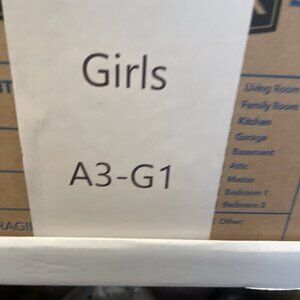 Girls
A3-G1
Living Room
Family Room
Kitchen
Garage
Basement
Attic
Master
Bedroom 1
Bedroom 2
Other: